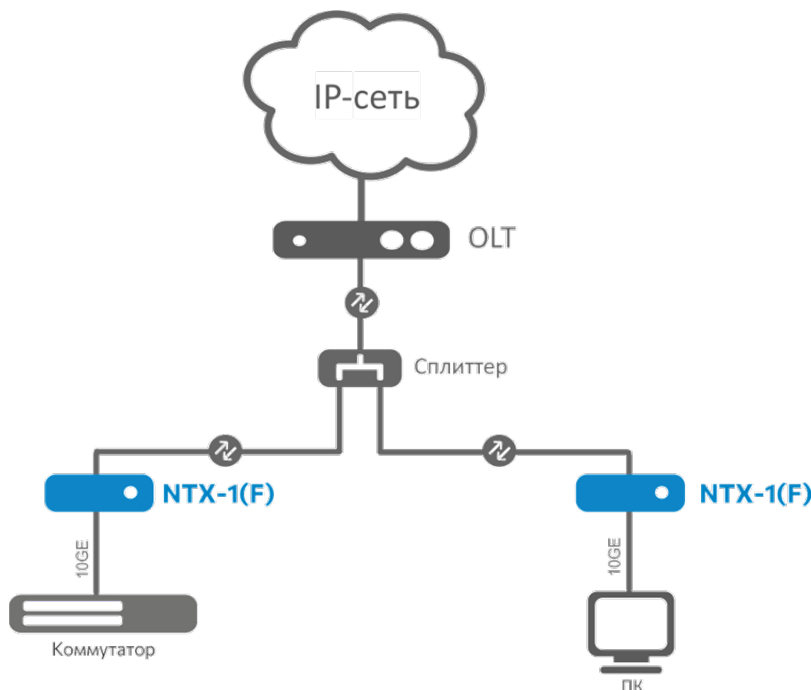 IP-сеть
OLT
Сплиттер
NTX-1(F)
NTX-1(F)
10GE
10GE
Коммутатор
ПК